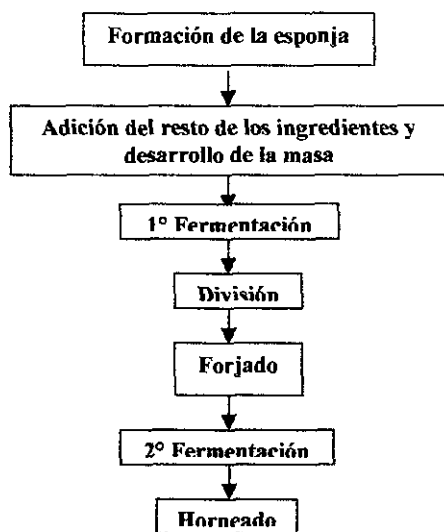 Formación de la esponja
Adición del resto de los ingredientes y
desarrollo de la masa
1° Fermentación
División
Forjado
2° Fermentación
Horneado